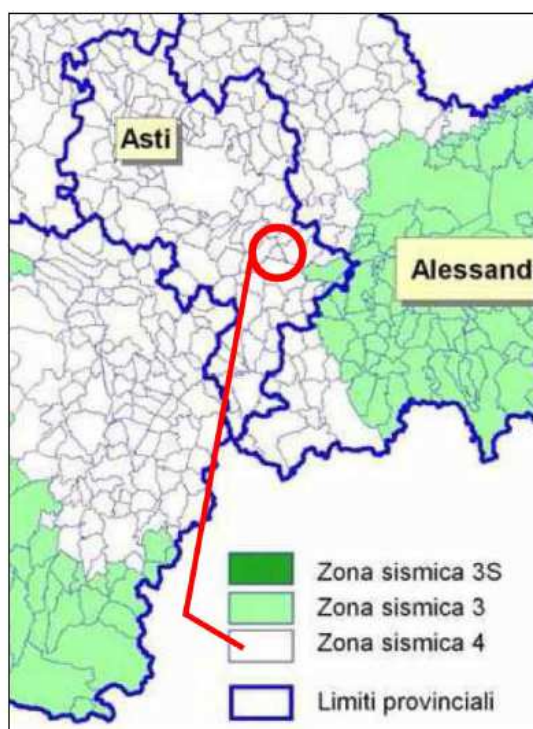 Asti
Alessand
Zona sismica 3S
Zona sismica 3
Zona sismica 4
Limiti provinciali